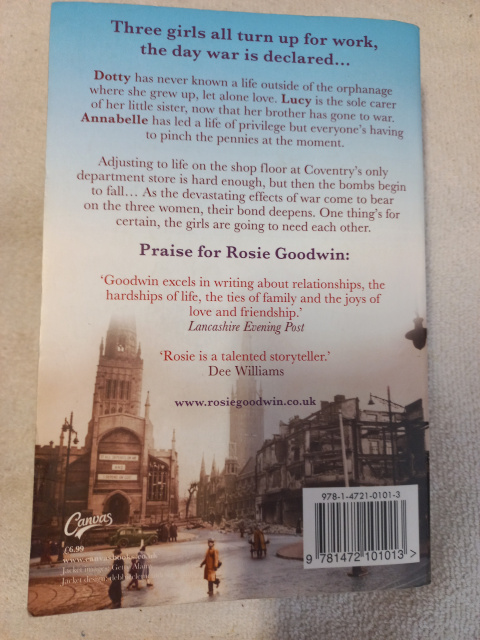 Three girls all turn up for work,
the day war is declared…
Dotty has never known a life outside of the orphanage
where she grew up, let alone love. Lucy is the sole carer
of her little sister, now that her brother has gone to war.
Annabelle has led a life of privilege but everyone's having
to pinch the pennies at the moment.
Adjusting to life on the shop floor at Coventry's only
department store is hard enough, but then the bombs begin
to fall… As the devastating effects of war come to bear
on the three women, their bond deepens. One thing's for
certain, the girls are going to need each other.
Praise for Rosie Goodwin:
'Goodwin excels in writing about relationships, the
hardships of life, the ties of family and the joys of
love and friendship.'
Lancashire Evening Post
'Rosie is a talented storyteller.'
Dee Williams
www.rosiegoodwin.co.uk
978-1-4721-0101-3
9 781472 101013 >
Canvas
£6.99
Jacket
Jacket